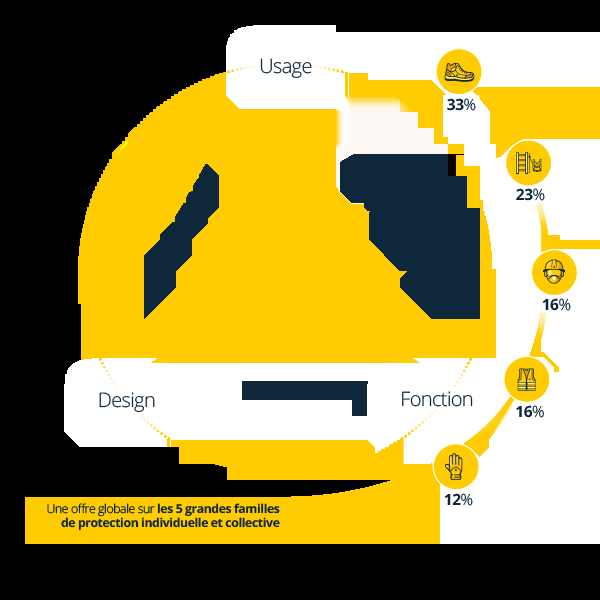 Usage
33%
23%
16%
Design
Fonction
16%
12%
Une offre globale sur les 5 grandes familles
de protection individuelle et collective